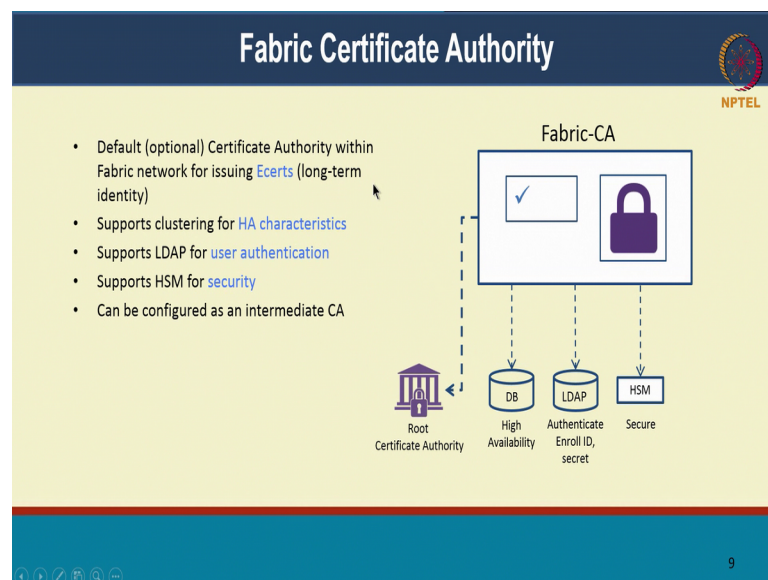 Fabric Certificate Authority
NPTEL
• Default (optional) Certificate Authority within
Fabric network for issuing Ecerts (long-term
identity)
• Supports clustering for HA characteristics
• Supports LDAP for user authentication
• Supports HSM for security
• Can be configured as an intermediate CA
Fabric-CA
DB
LDAP
HSM
Root
Certificate Authority
High
Availability
Authenticate
Enroll ID,
secret
Secure
9